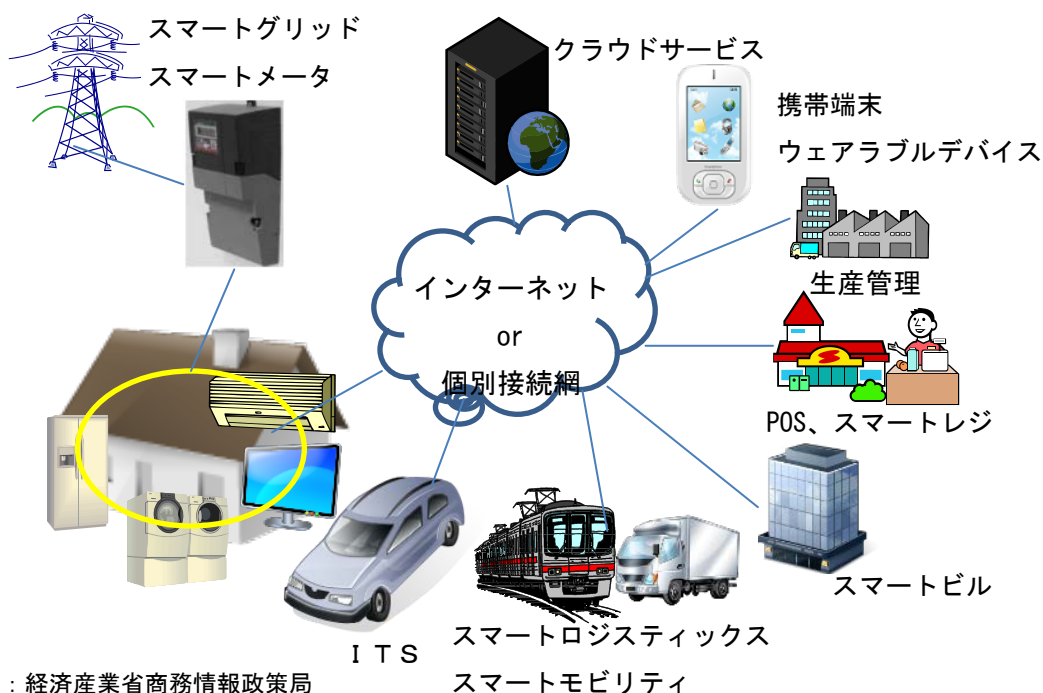 スマートグリッド
スマートメータ
クラウドサービス
携帯端末
ウェアラブルデバイス
生産管理
インターネット
or
個別接続網
POS、スマートレジ
スマートビル
ＩＴＳ
スマートロジスティックス
スマートモビリティ
：経済産業省商務情報政策局